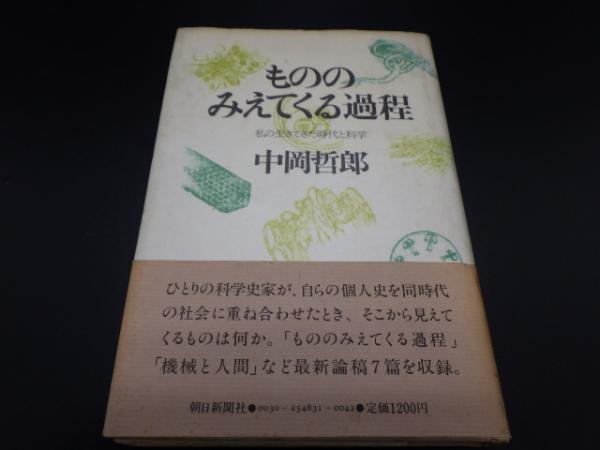 ものの
みえてくる過程
私の生きてきた時代と科学
中岡哲郎
ひとりの科学史家が、自らの個人史を同時代
の社会に重ね合わせたとき、そこから見えて
くるものは何か。「もののみえてくる過程」
「機械と人間」など最新論稿7篇を収録。
朝日新聞社●0030-254831-0042●定価1200円